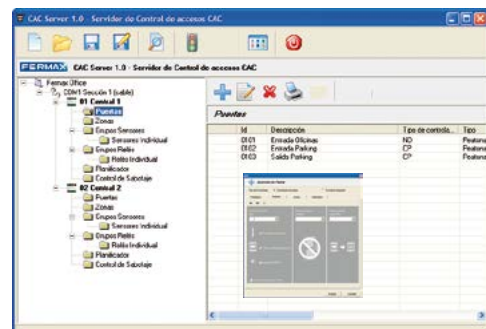 CAC Server 1.0 - Servidor de Control de accesos CAC
FERMAX CAC Server 1.0 - Servidor de Control de accesos CAC
Fermax Office
COM1 Sección 1 (cable)
01 Central 1
Puertas
Zonas
Grupos Sensores
Sensores Individual
Grupos Relés
Relés Individual
Planificador
Control de Sabotaje
02 Central 2
Puertas
Zonas
Grupos Sensores
Sensores Individual
Grupos Relés
Relés Individual
Planificador
Control de Sabotaje
Puertas
Id Descripción Tipo de controla... Tipo
0101 Entrada Oficinas ND Peatona
0102 Entrada Parking CP Peatona
0103 Salida Parking CP Peatona